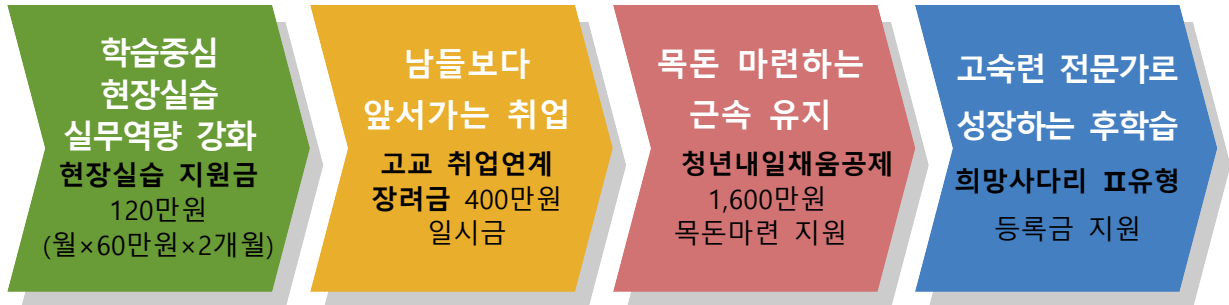 학습중심
현장실습
실무역량 강화
현장실습 지원금
120만원
(월×60만원×2개월)
남들보다
앞서가는 취업
고교 취업연계
장려금 400만원
일시금
목돈 마련하는
근속 유지
청년내일채움공제
1,600만원
목돈마련 지원
고숙련 전문가로
성장하는 후학습
희망사다리 Ⅱ유형
등록금 지원